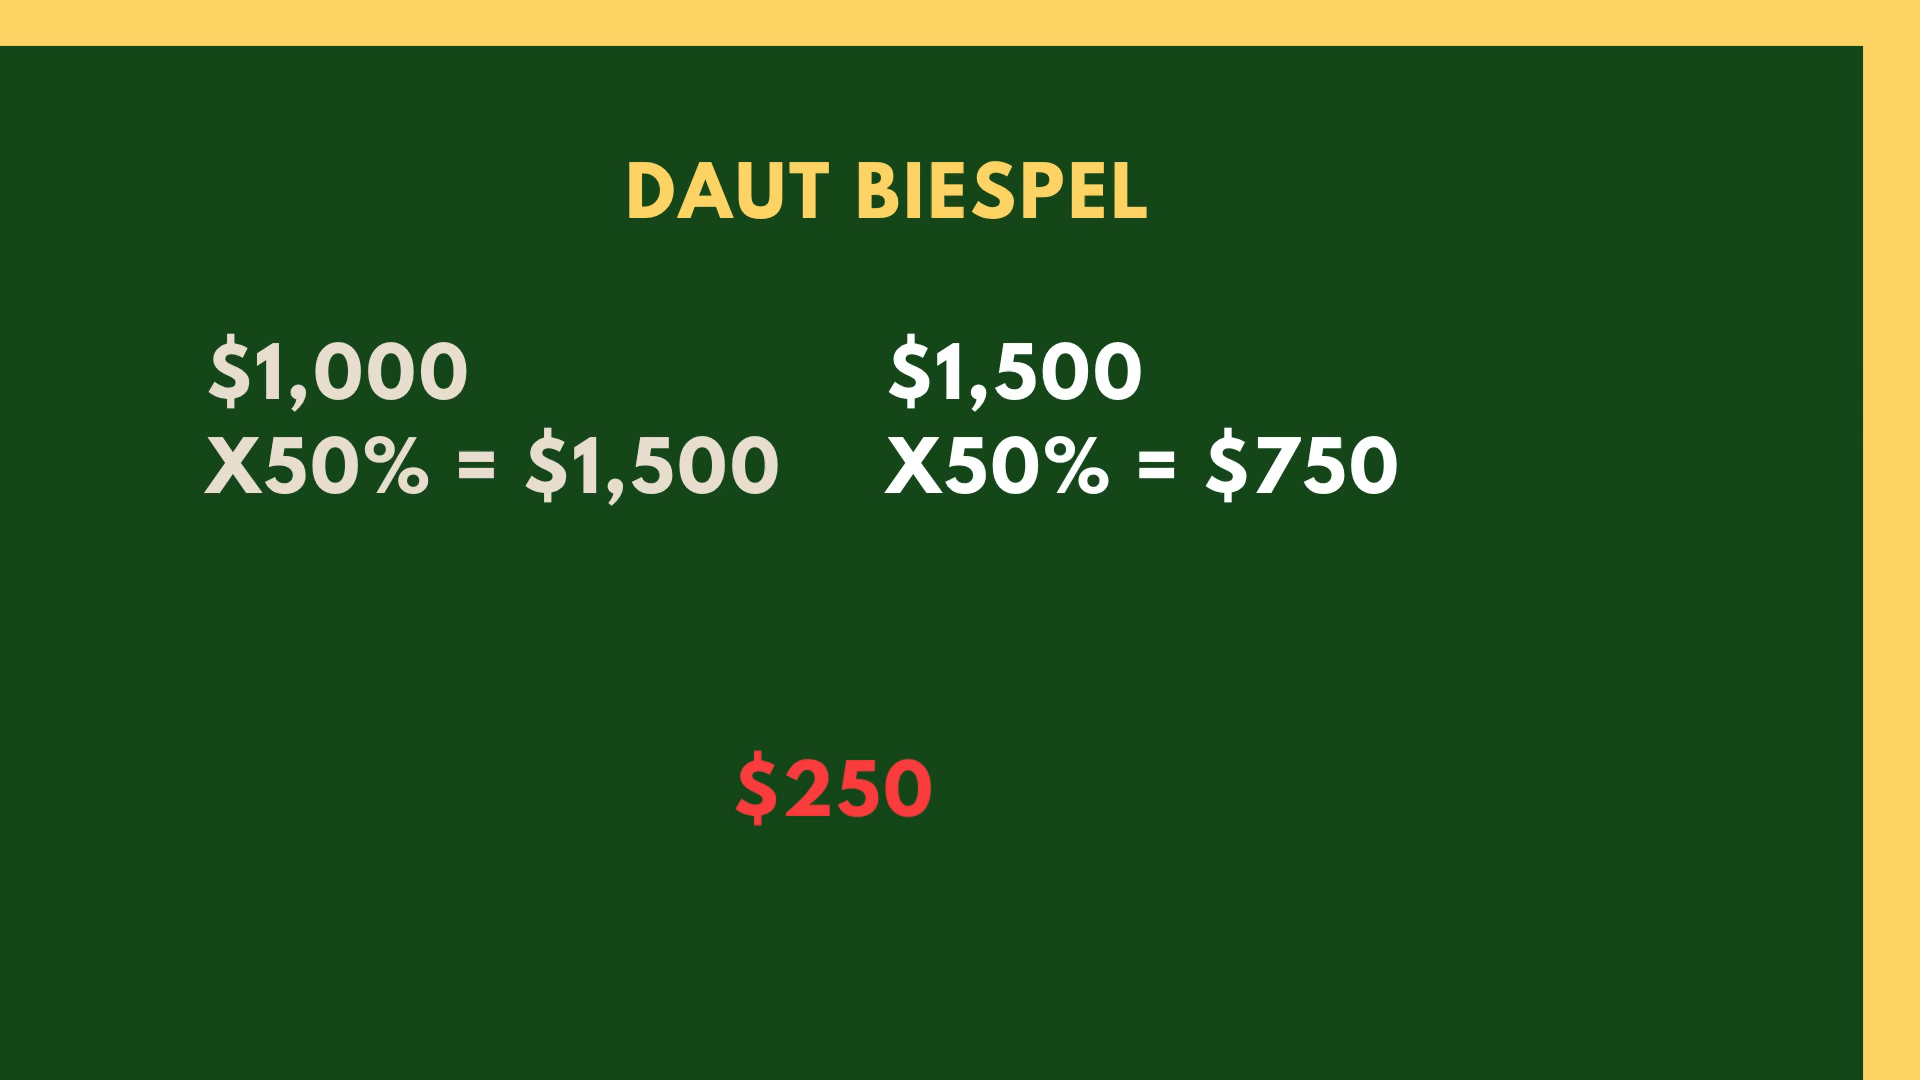 DAUT BIESPEL
$1,000
X50% = $1,500
$1,500
X50% = $750
$250